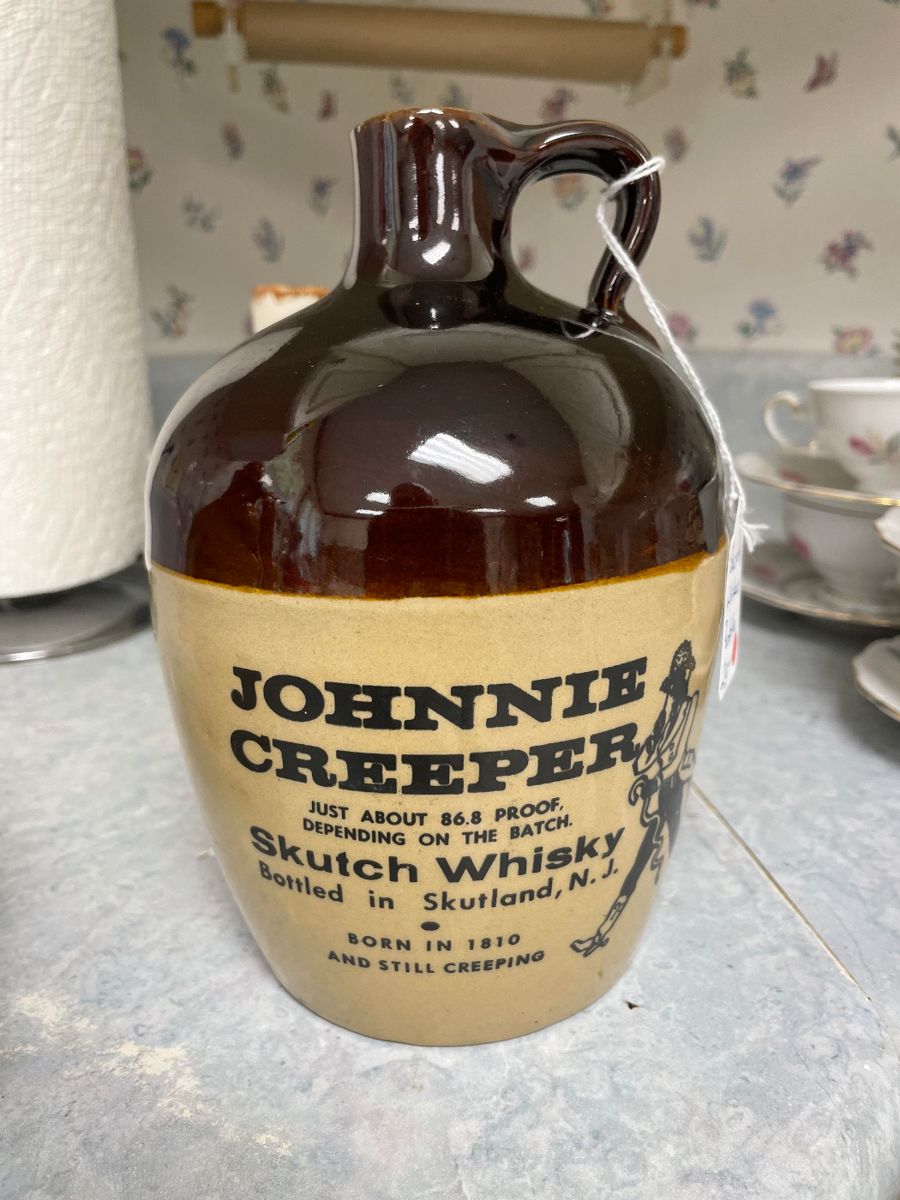 JOHNNIE
CREEPER
JUST ABOUT 86.8 PROOF,
DEPENDING ON THE BATCH.
Skutch Whisky
Bottled in Skutland, N. J.
BORN IN 1810
AND STILL CREEPING